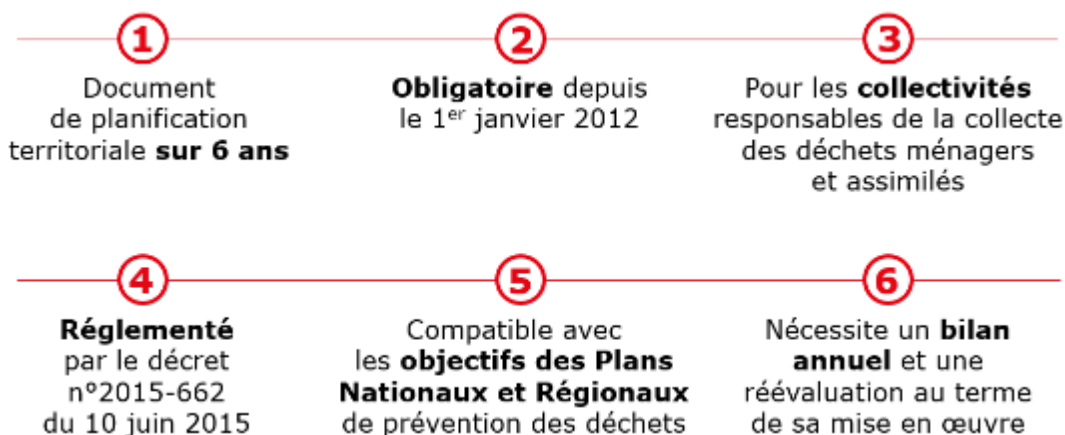 1
Document
de planification
territoriale sur 6 ans
2
Obligatoire depuis
le 1er janvier 2012
3
Pour les collectivités
responsables de la collecte
des déchets ménagers
et assimilés
4
Réglementé
par le décret
n°2015-662
du 10 juin 2015
5
Compatible avec
les objectifs des Plans
Nationaux et Régionaux
de prévention des déchets
6
Nécessite un bilan
annuel et une
réévaluation au terme
de sa mise en œuvre